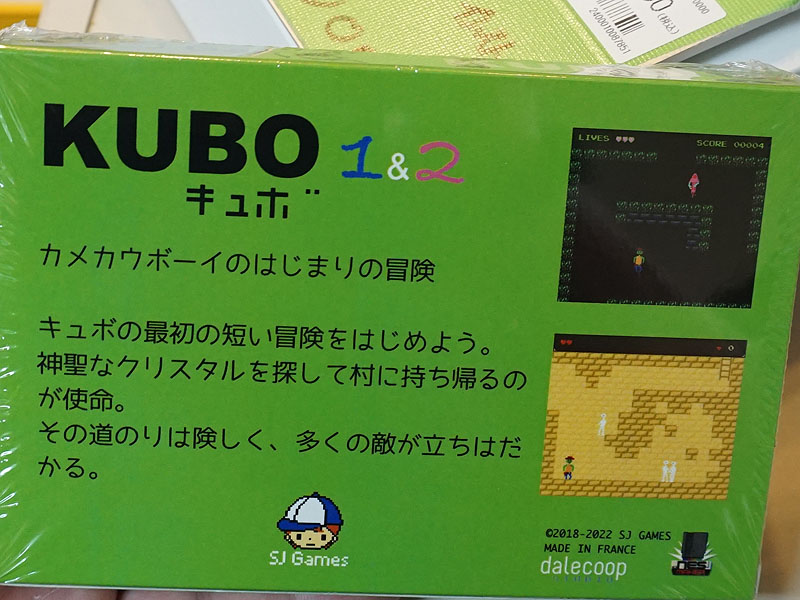 0000
(税込)
2400010087851
KUBO 1&2
キュボ
LIVES
SCORE 00004
カメカウボーイのはじまりの冒険
キュボの最初の短い冒険をはじめよう。
神聖なクリスタルを探して村に持ち帰るの
が使命。
その道のりは険しく、多くの敵が立ちはだ
かる。
SJ Games
©2018-2022 SJ GAMES
MADE IN FRANCE
dalecoop